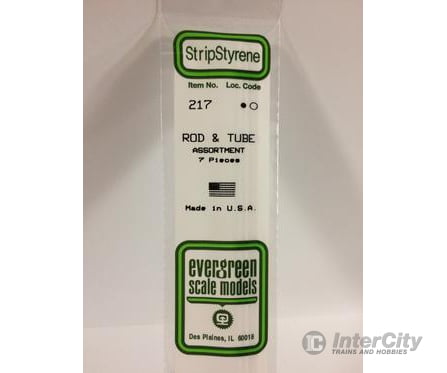 StripStyrene
Item No. Loc. Code
217
ROD & TUBE
ASSORTMENT
7 Pieces
Made in U.S.A.
evergreen
scale models
Des Plaines, IL 60018
IC InterCity
TRAINS AND HOBBIES